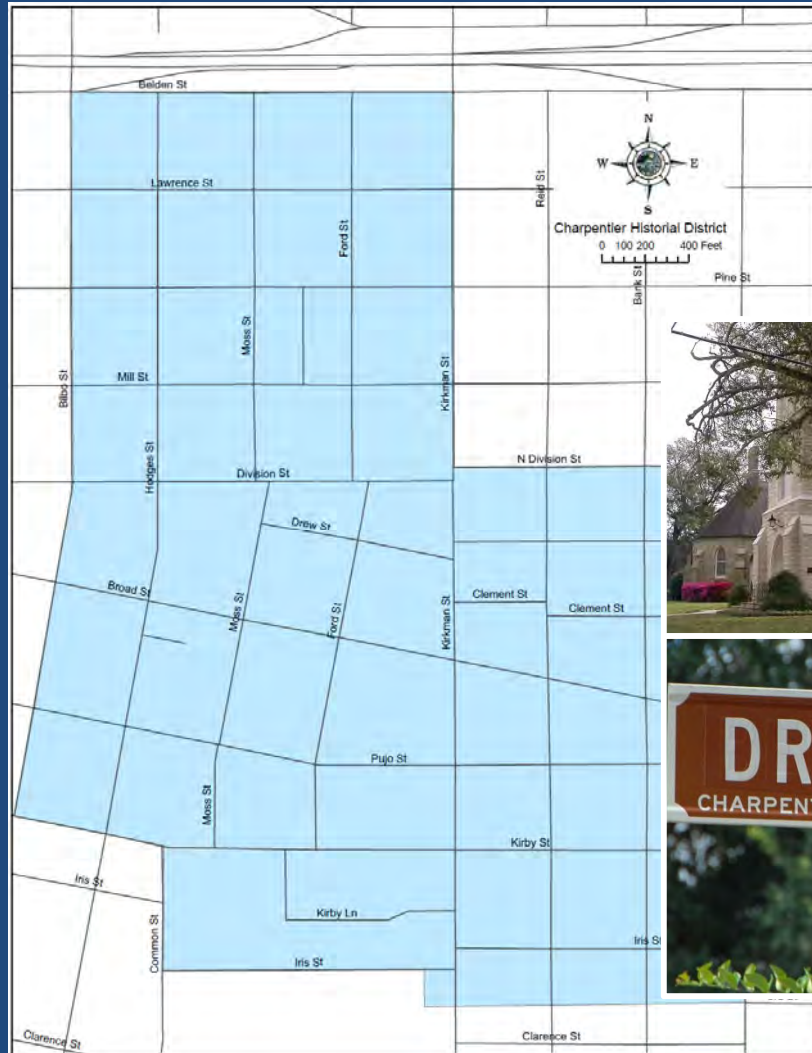 Belden St
N
W E
S
Lawrence St
Reid St
Charpentier Historial District
0 100 200 400 Feet
Ford St
Bank St
Pine St
Moss St
Kirkman St
Bilbo St
Mill St
Hodges St
Division St
N Division St
Drew St
Broad St
Moss St
Ford St
Kirkman St
Clement St
Clement St
Pujo St
Moss St
DR
CHARPENT
Kirby St
Iris St
Kirby Ln
Common St
Iris St
Iris St
Clarence St
Clarence St